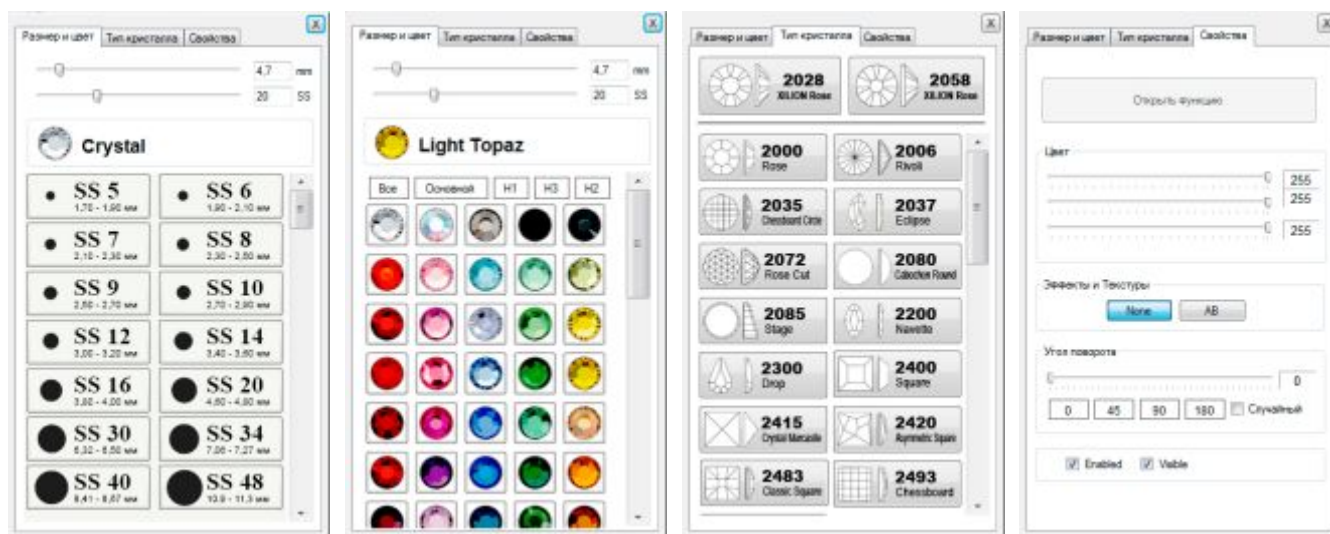 x
Размер и цвет Тип кристалла Свойства
4,7 mm
20 SS
Crystal
SS 5 SS 6
1,70 - 1,90 мм 1,90 - 2,10 мм
SS 7 SS 8
2,10 - 2,30 мм 2,30 - 2,50 мм
SS 9 SS 10
2,50 - 2,70 мм 2,70 - 2,90 мм
SS 12 SS 14
3,00 - 3,20 мм 3,40 - 3,60 мм
SS 16 SS 20
3,80 - 4,00 мм 4,60 - 4,80 мм
SS 30 SS 34
6,32 - 6,50 мм 7,06 - 7,27 мм
SS 40 SS 48
8,41 - 8,67 мм 10,9 - 11,3 мм
x
Размер и цвет Тип кристалла Свойства
4,7 mm
20 SS
Light Topaz
Все Основной H1 H3 H2
x
Размер и цвет Тип кристалла Свойства
2028 2058
XILION Rose XILION Rose
2000 2006
Rose Rivoli
2035 2037
Chessboard Circle Eclipse
2072 2080
Rose Cut Cabochon Round
2085 2200
Stage Navette
2300 2400
Drop Square
2415 2420
Crystal Marcasite Asymmetric Square
2483 2493
Classic Square Chessboard
x
Размер и цвет Тип кристалла Свойства
Открыть функцию
Цвет
255
255
255
Эффекты и Текстуры
None AB
Угол поворота
0
0 45 90 180 Случайный
Enabled Visible